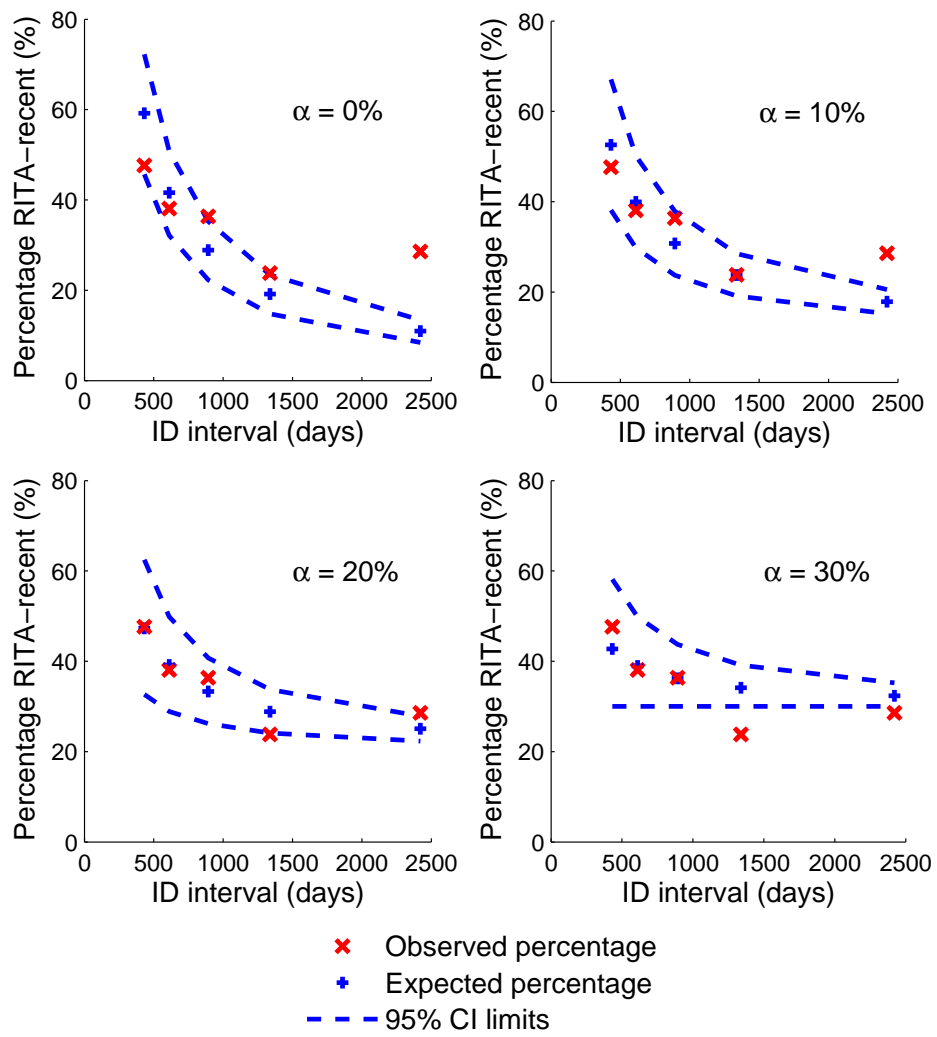 80
60
40
20
0
Percentage RITA−recent (%)
α = 0%
0 500 1000 1500 2000 2500
ID interval (days)
80
60
40
20
0
Percentage RITA−recent (%)
α = 10%
0 500 1000 1500 2000 2500
ID interval (days)
80
60
40
20
0
Percentage RITA−recent (%)
α = 20%
0 500 1000 1500 2000 2500
ID interval (days)
80
60
40
20
0
Percentage RITA−recent (%)
α = 30%
0 500 1000 1500 2000 2500
ID interval (days)
Observed percentage
Expected percentage
95% CI limits